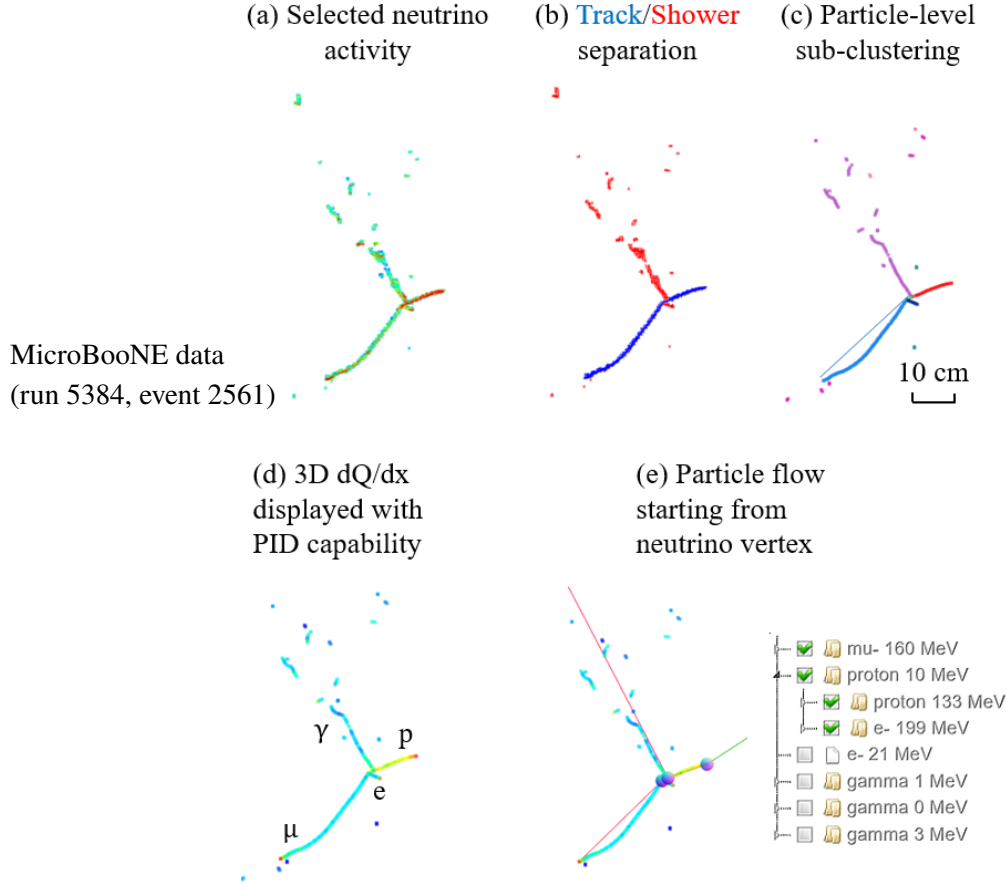 (a) Selected neutrino
activity
(b) Track/Shower
separation
(c) Particle-level
sub-clustering
MicroBooNE data
(run 5384, event 2561)
10 cm
(d) 3D dQ/dx
displayed with
PID capability
(e) Particle flow
starting from
neutrino vertex
γ
p
e
μ
mu- 160 MeV
proton 10 MeV
proton 133 MeV
e- 199 MeV
e- 21 MeV
gamma 1 MeV
gamma 0 MeV
gamma 3 MeV